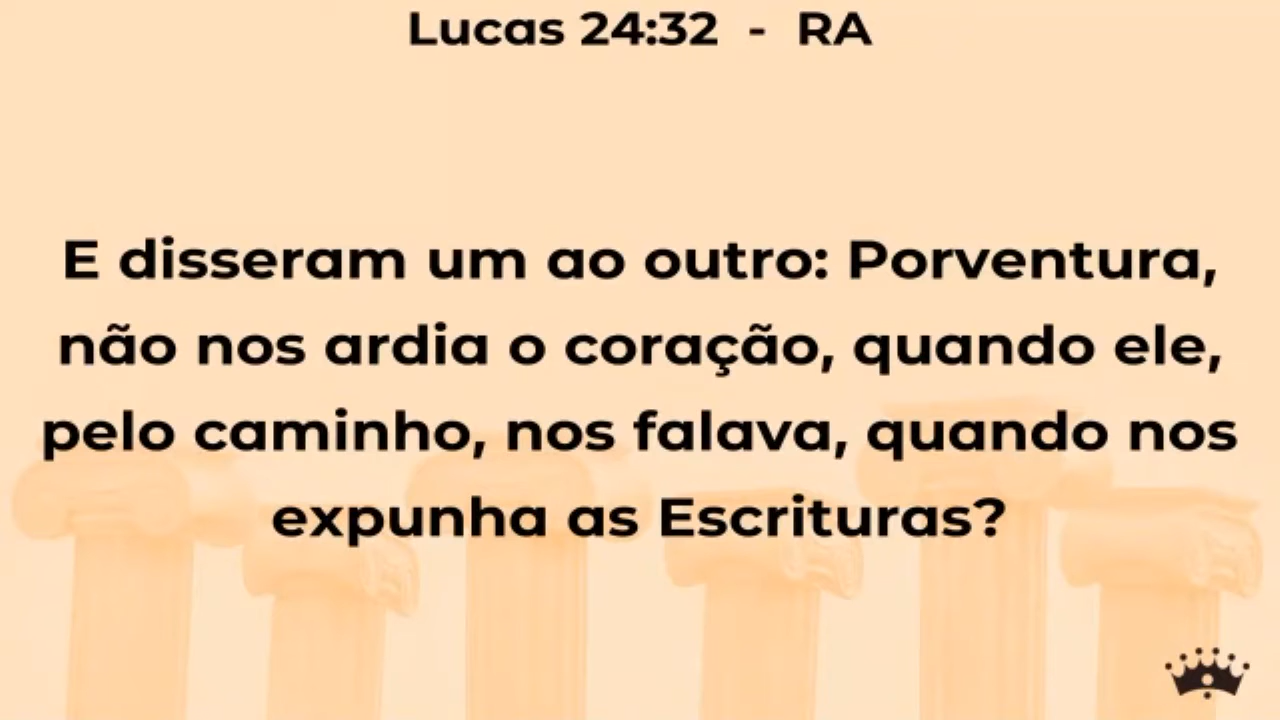 Lucas 24:32 - RA
E disseram um ao outro: Porventura,
não nos ardia o coração, quando ele,
pelo caminho, nos falava, quando nos
expunha as Escrituras?